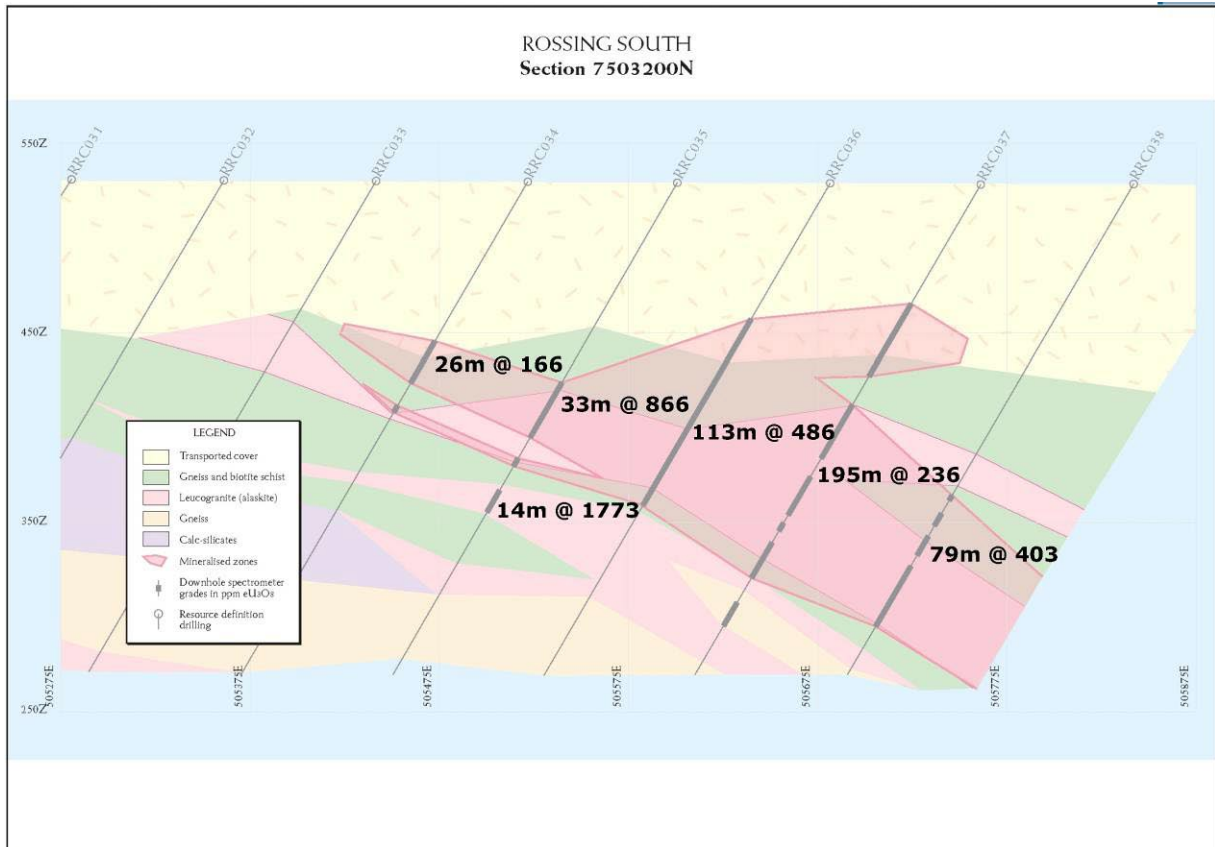 ROSSING SOUTH
Section 7503200N
RRC031
RRC032
RRC033
RRC034
RRC035
RRC036
RRC037
RRC038
550Z
450Z
350Z
250Z
26m @ 166
33m @ 866
113m @ 486
195m @ 236
14m @ 1773
79m @ 403
LEGEND
Transported cover
Gneiss and biotite schist
Leucogranite (alaskite)
Gneiss
Calc-silicates
Mineralised zones
Downhole spectrometer
grades in ppm eU3O8
Resource definition
drilling
505275E
505375E
505475E
505575E
505675E
505775E
505875E